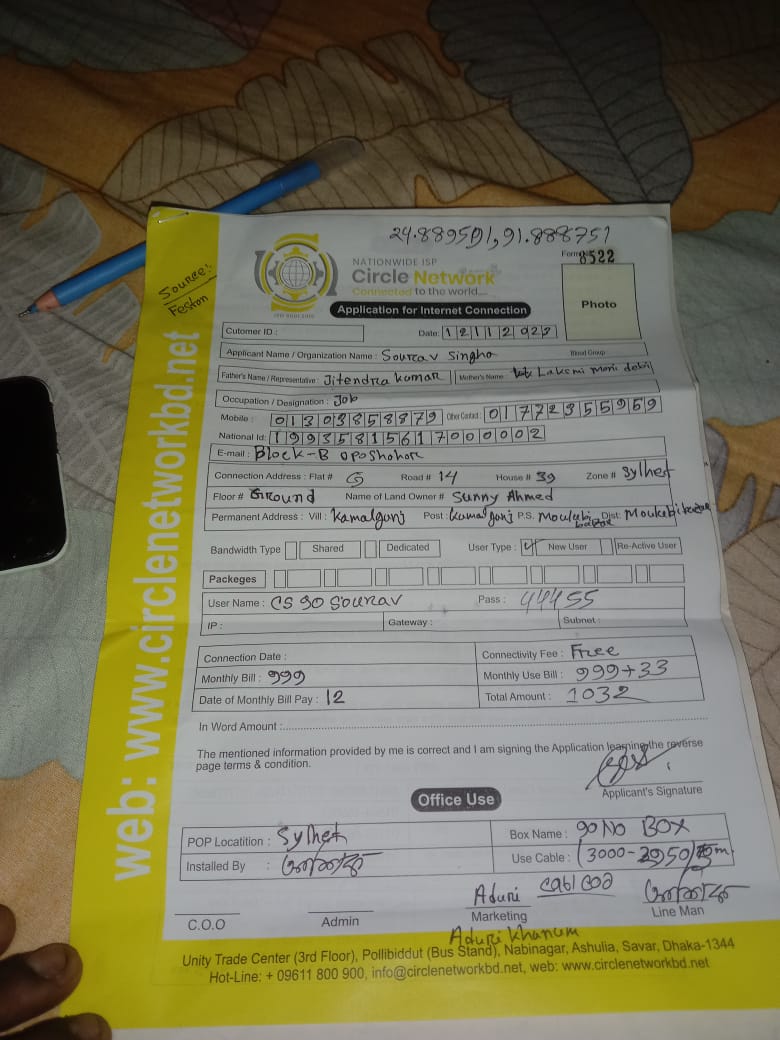 24.889501,91.888751
NATIONWIDE ISP
Circle Network
Connected to the world....
ISO 9001:2015
Form 8522
Source:
Feston
Photo
Application for Internet Connection
Cutomer ID :
Date: 12112023
Applicant Name / Organization Name : Sourav Singha Blood Group
Father's Name / Representative : Jitendra kumar Mother's Name Laksmi Moni debi
Occupation / Designation : Job
Mobile : 01303858879 Other Contact : 01772355959
National Id: 19935815617000002
E-mail : Block-B Oposhohor
Connection Address : Flat # G Road # 14 House # 39 Zone # Sylhet
Floor # Ground Name of Land Owner # Sunny Ahmed
Permanent Address : Vill : Kamalgonj Post : Kamalgonj P.S. Moulabi bazar Dist: Moulabibazar
Bandwidth Type Shared Dedicated User Type : New User Re-Active User
Packeges
User Name : CS 90 Sourav Pass : 44455
IP : Gateway : Subnet :
Connection Date : Connectivity Fee : Free
Monthly Bill : 999 Monthly Use Bill : 999+33
Date of Monthly Bill Pay : 12 Total Amount : 1032
In Word Amount :
The mentioned information provided by me is correct and I am signing the Application learning the reverse
page terms & condition.
Applicant's Signature
Office Use
POP Locatition : Sylhet Box Name : 90 No BOX
Installed By : Use Cable : (3000-2950)
Aduri
C.O.O Admin Marketing Line Man
Aduri Khanum
Unity Trade Center (3rd Floor), Pollibiddut (Bus Stand), Nabinagar, Ashulia, Savar, Dhaka-1344
Hot-Line: + 09611 800 900, info@circlenetworkbd.net, web: www.circlenetworkbd.net
web: www.circlenetworkbd.net